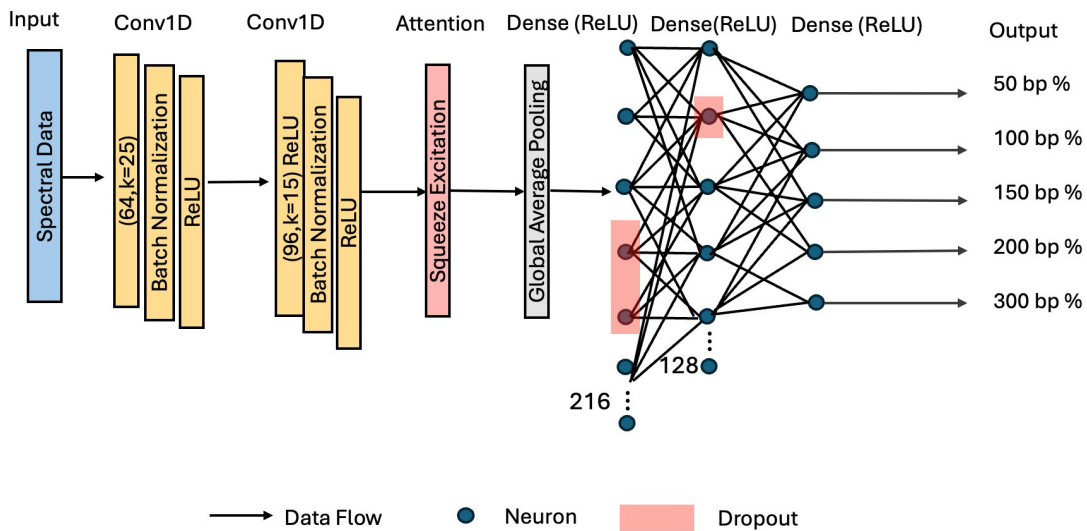 Input
Conv1D
Conv1D
Attention
Dense (ReLU)
Dense(ReLU)
Dense (ReLU)
Output
Spectral Data
(64,k=25)
Batch Normalization
ReLU
(96,k=15) ReLU
Batch Normalization
ReLU
Squeeze Excitation
Global Average Pooling
50 bp %
100 bp %
150 bp %
200 bp %
300 bp %
128
216
Data Flow
Neuron
Dropout